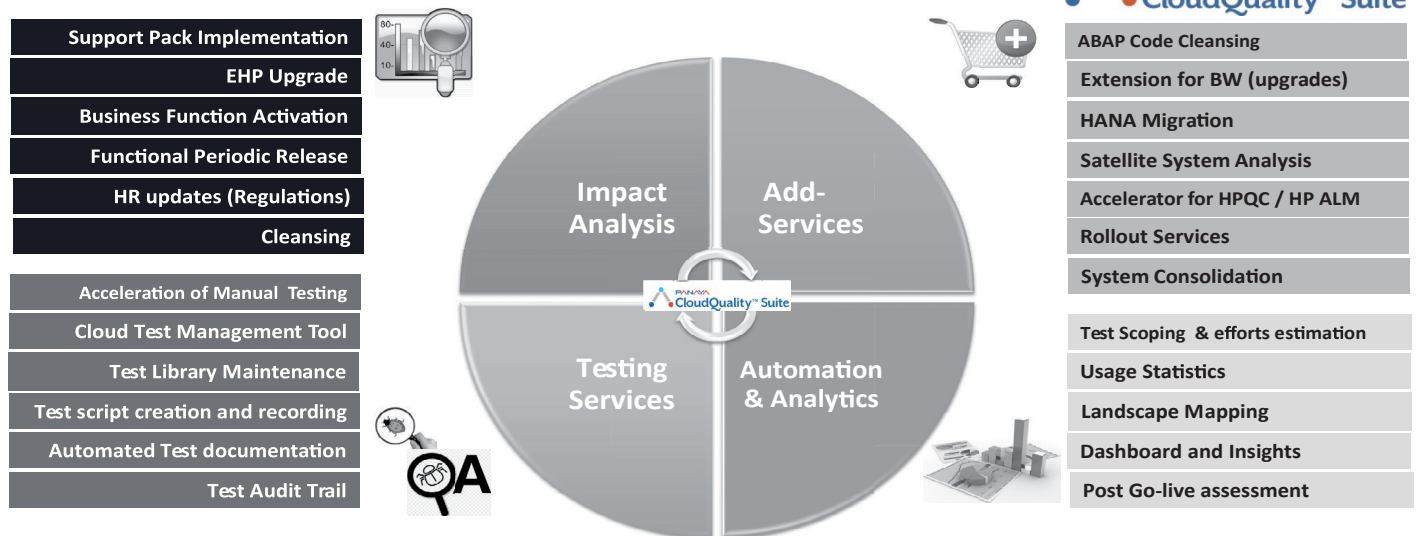 CloudQuality™ Suite
Support Pack Implementation
EHP Upgrade
Business Function Activation
Functional Periodic Release
HR updates (Regulations)
Cleansing
Acceleration of Manual Testing
Cloud Test Management Tool
Test Library Maintenance
Test script creation and recording
Automated Test documentation
Test Audit Trail
80-
40-
10-
Impact
Analysis
Add-
Services
PANAYA
CloudQuality™ Suite
Testing
Services
Automation
& Analytics
QA
ABAP Code Cleansing
Extension for BW (upgrades)
HANA Migration
Satellite System Analysis
Accelerator for HPQC / HP ALM
Rollout Services
System Consolidation
Test Scoping & efforts estimation
Usage Statistics
Landscape Mapping
Dashboard and Insights
Post Go-live assessment